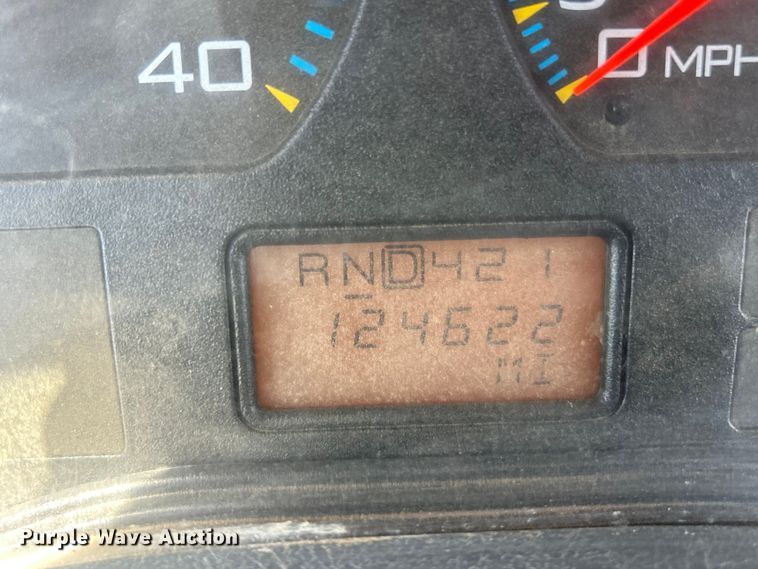 40
0 MPH
RND421
124622
MI
Purple Wave Auction